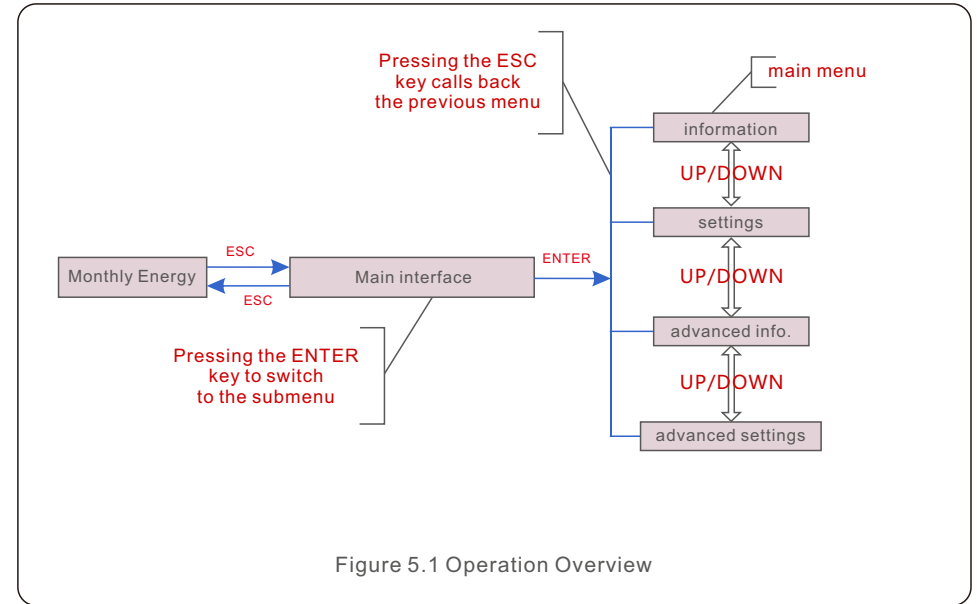 Pressing the ESC
key calls back
the previous menu
main menu
information
UP/DOWN
settings
ESC
ENTER
Monthly Energy
Main interface
UP/DOWN
ESC
advanced info.
Pressing the ENTER
key to switch
to the submenu
UP/DOWN
advanced settings
Figure 5.1 Operation Overview